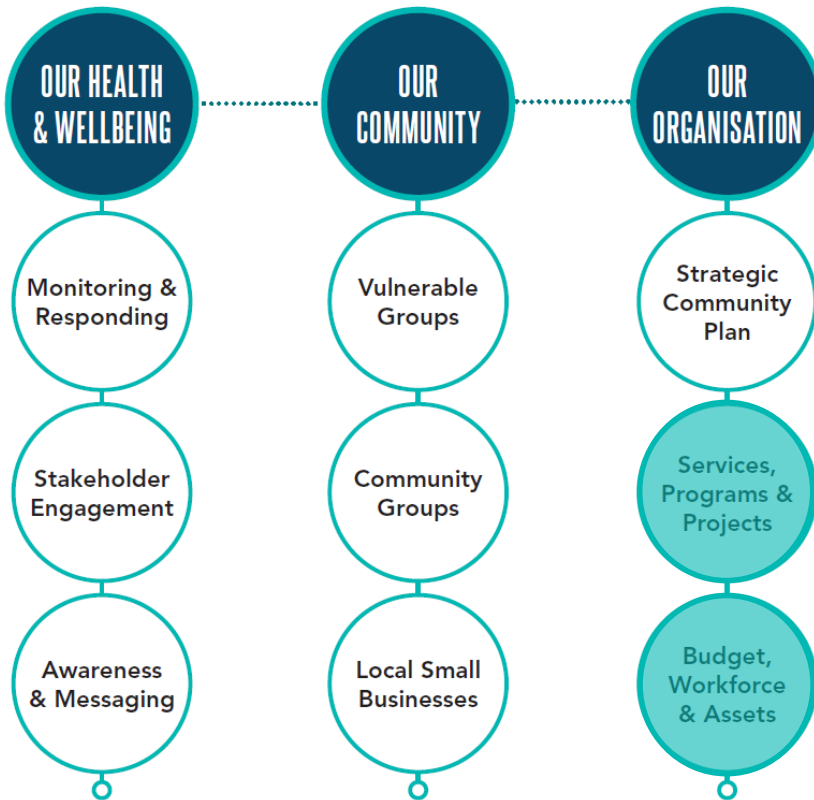 OUR HEALTH
& WELLBEING
OUR
COMMUNITY
OUR
ORGANISATION
Monitoring &
Responding
Vulnerable
Groups
Strategic
Community
Plan
Stakeholder
Engagement
Community
Groups
Services,
Programs &
Projects
Awareness
& Messaging
Local Small
Businesses
Budget,
Workforce
& Assets